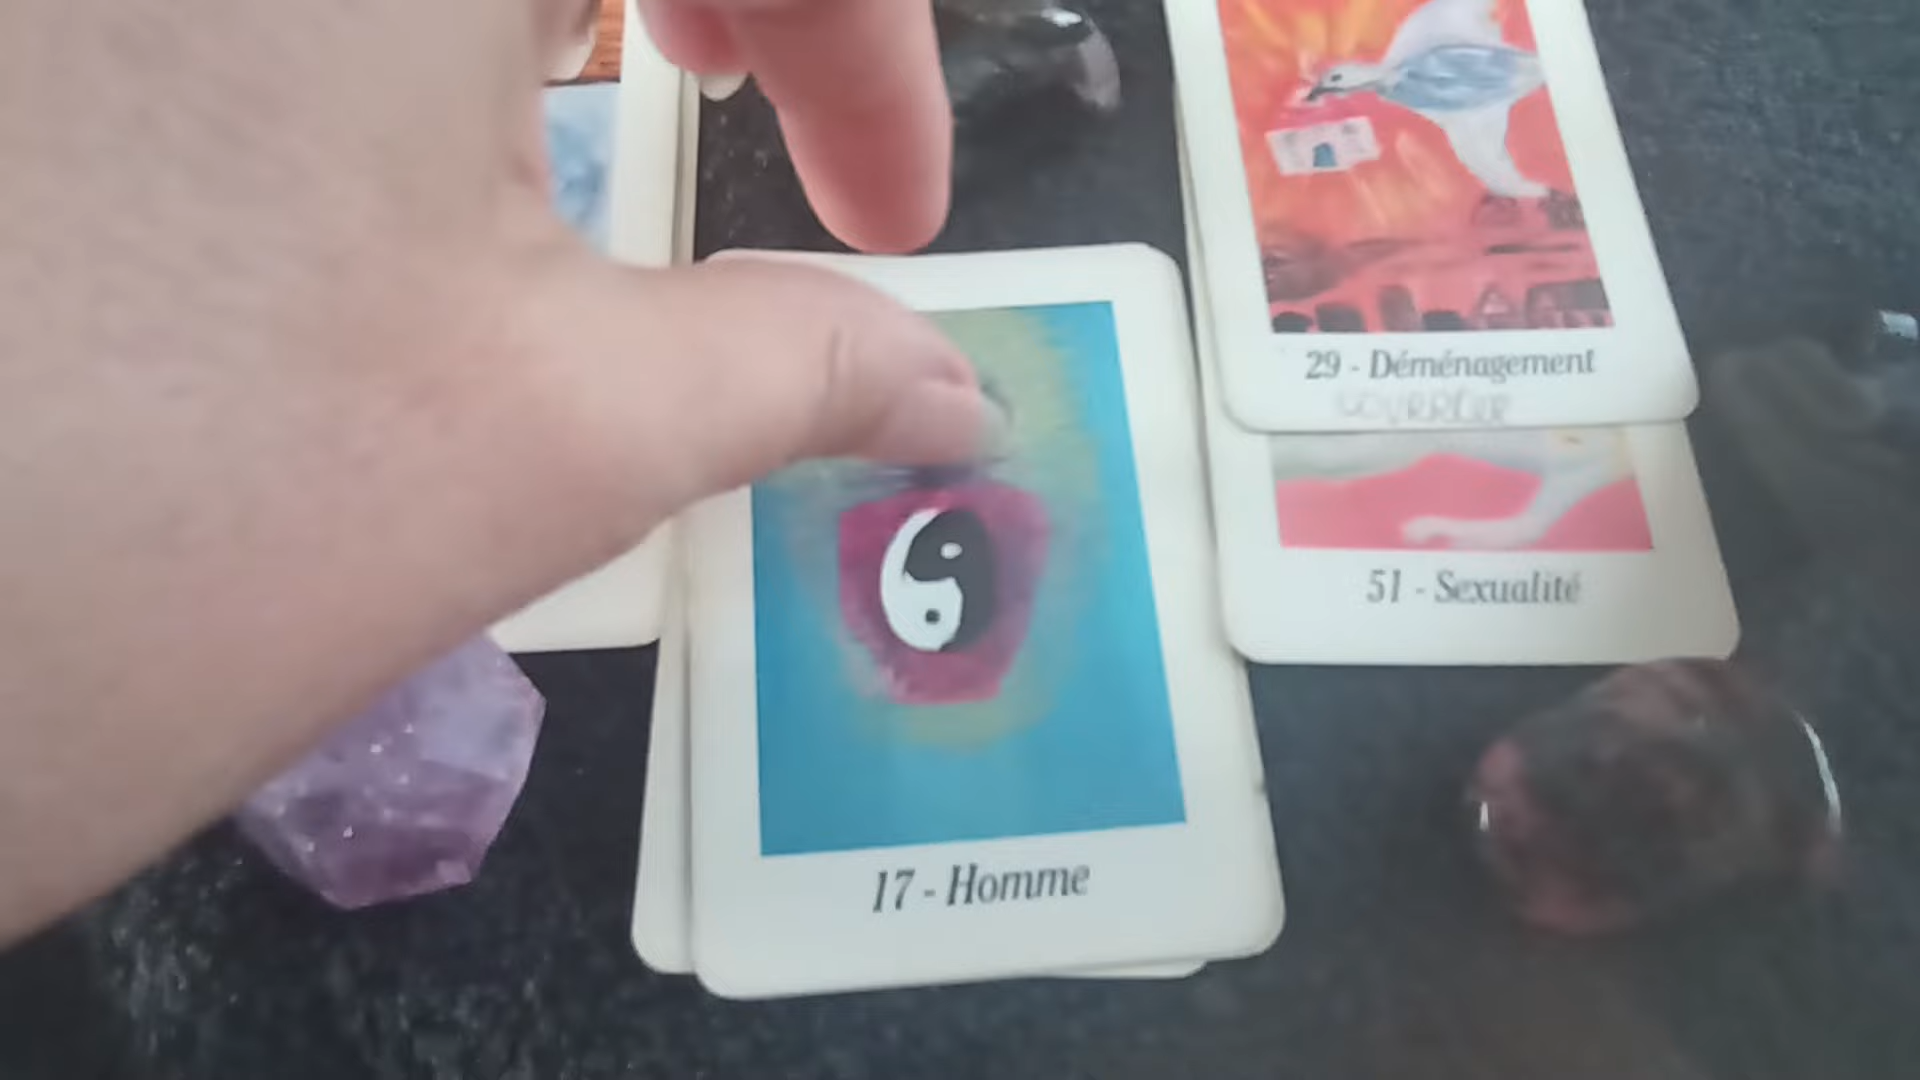 29 - Déménagement
51 - Sexualité
17 - Homme